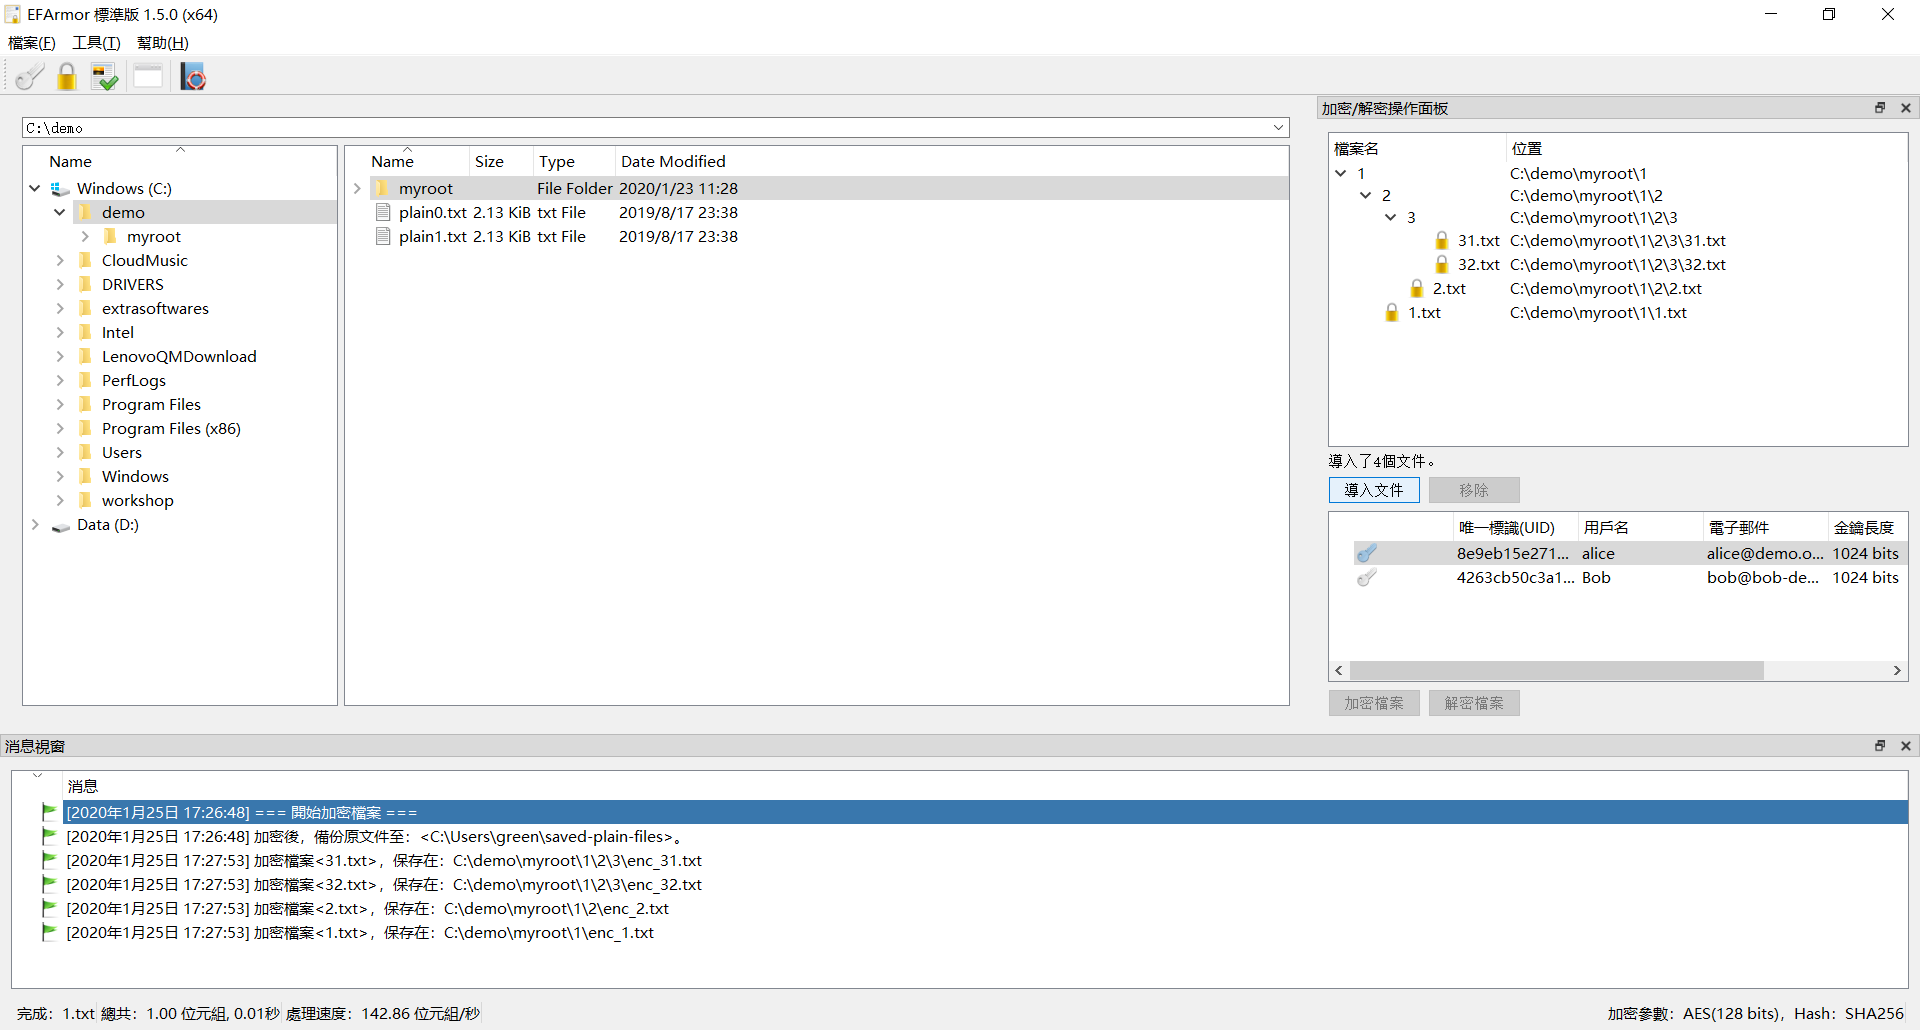 EFArmor 標準版 1.5.0 (x64)
檔案(F) 工具(T) 幫助(H)
C:\demo
Name
Windows (C:)
demo
myroot
CloudMusic
DRIVERS
extrasoftwares
Intel
LenovoQMDownload
PerfLogs
Program Files
Program Files (x86)
Users
Windows
workshop
Data (D:)
Name Size Type Date Modified
myroot File Folder 2020/1/23 11:28
plain0.txt 2.13 KiB txt File 2019/8/17 23:38
plain1.txt 2.13 KiB txt File 2019/8/17 23:38
加密/解密操作面板
檔案名 位置
1 C:\demo\myroot\1
2 C:\demo\myroot\1\2
3 C:\demo\myroot\1\2\3
31.txt C:\demo\myroot\1\2\3\31.txt
32.txt C:\demo\myroot\1\2\3\32.txt
2.txt C:\demo\myroot\1\2\2.txt
1.txt C:\demo\myroot\1\1.txt
導入了4個文件。
導入文件 移除
唯一標識(UID) 用戶名 電子郵件 金鑰長度
8e9eb15e271... alice alice@demo.o... 1024 bits
4263cb50c3a1... Bob bob@bob-de... 1024 bits
加密檔案 解密檔案
消息視窗
消息
[2020年1月25日 17:26:48] === 開始加密檔案 ===
[2020年1月25日 17:26:48] 加密後，備份原文件至：<C:\Users\green\saved-plain-files>。
[2020年1月25日 17:27:53] 加密檔案<31.txt>，保存在：C:\demo\myroot\1\2\3\enc_31.txt
[2020年1月25日 17:27:53] 加密檔案<32.txt>，保存在：C:\demo\myroot\1\2\3\enc_32.txt
[2020年1月25日 17:27:53] 加密檔案<2.txt>，保存在：C:\demo\myroot\1\2\enc_2.txt
[2020年1月25日 17:27:53] 加密檔案<1.txt>，保存在：C:\demo\myroot\1\enc_1.txt
完成：1.txt 總共：1.00 位元組, 0.01秒 處理速度：142.86 位元組/秒
加密參數：AES(128 bits)，Hash：SHA256